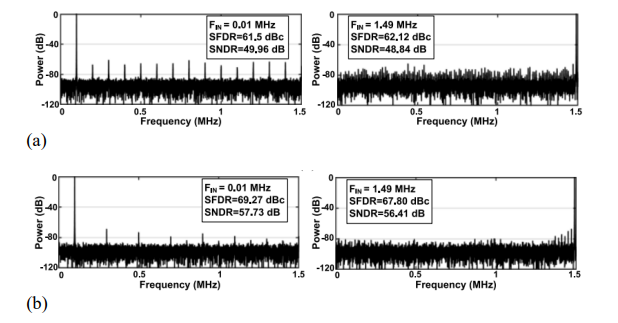 0
-40
-80
-120
Power (dB)
F_IN = 0.01 MHz
SFDR=61.5 dBc
SNDR=49.96 dB
0 0.5 1 1.5
Frequency (MHz)
0
-40
-80
-120
Power (dB)
F_IN = 1.49 MHz
SFDR=62.12 dBc
SNDR=48.84 dB
0 0.5 1 1.5
Frequency (MHz)
(a)
0
-40
-80
-120
Power (dB)
F_IN = 0.01 MHz
SFDR=69.27 dBc
SNDR=57.73 dB
0 0.5 1 1.5
Frequency (MHz)
0
-40
-80
-120
Power (dB)
F_IN = 1.49 MHz
SFDR=67.80 dBc
SNDR=56.41 dB
0 0.5 1 1.5
Frequency (MHz)
(b)